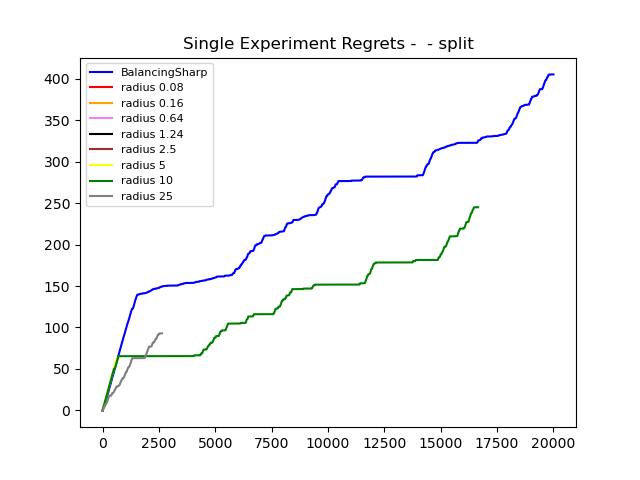 Single Experiment Regrets -  - split
400
350
300
250
200
150
100
50
0
BalancingSharp
radius 0.08
radius 0.16
radius 0.64
radius 1.24
radius 2.5
radius 5
radius 10
radius 25
0 2500 5000 7500 10000 12500 15000 17500 20000